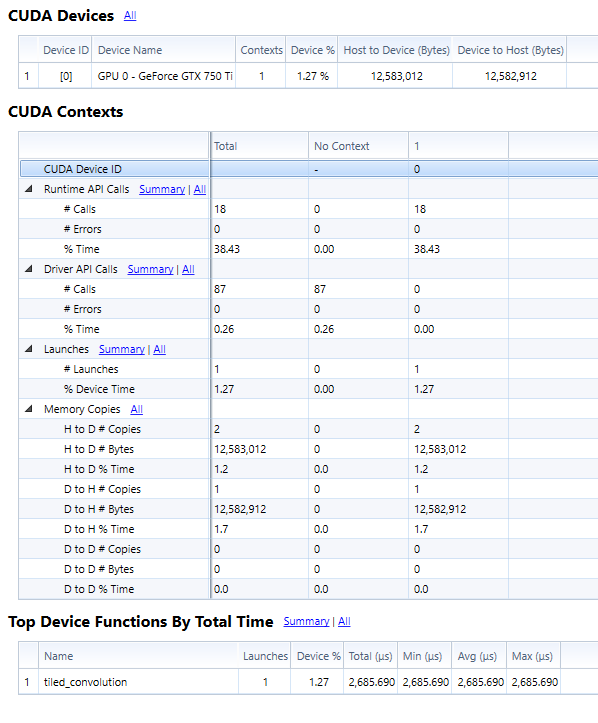 CUDA Devices All
Device ID Device Name Contexts Device % Host to Device (Bytes) Device to Host (Bytes)
1 [0] GPU 0 - GeForce GTX 750 Ti 1 1.27 % 12,583,012 12,582,912
CUDA Contexts
Total No Context 1
CUDA Device ID - 0
Runtime API Calls Summary | All
# Calls 18 0 18
# Errors 0 0 0
% Time 38.43 0.00 38.43
Driver API Calls Summary | All
# Calls 87 87 0
# Errors 0 0 0
% Time 0.26 0.26 0.00
Launches Summary | All
# Launches 1 0 1
% Device Time 1.27 0.00 1.27
Memory Copies All
H to D # Copies 2 0 2
H to D # Bytes 12,583,012 0 12,583,012
H to D % Time 1.2 0.0 1.2
D to H # Copies 1 0 1
D to H # Bytes 12,582,912 0 12,582,912
D to H % Time 1.7 0.0 1.7
D to D # Copies 0 0 0
D to D # Bytes 0 0 0
D to D % Time 0.0 0.0 0.0
Top Device Functions By Total Time Summary | All
Name Launches Device % Total (µs) Min (µs) Avg (µs) Max (µs)
1 tiled_convolution 1 1.27 2,685.690 2,685.690 2,685.690 2,685.690